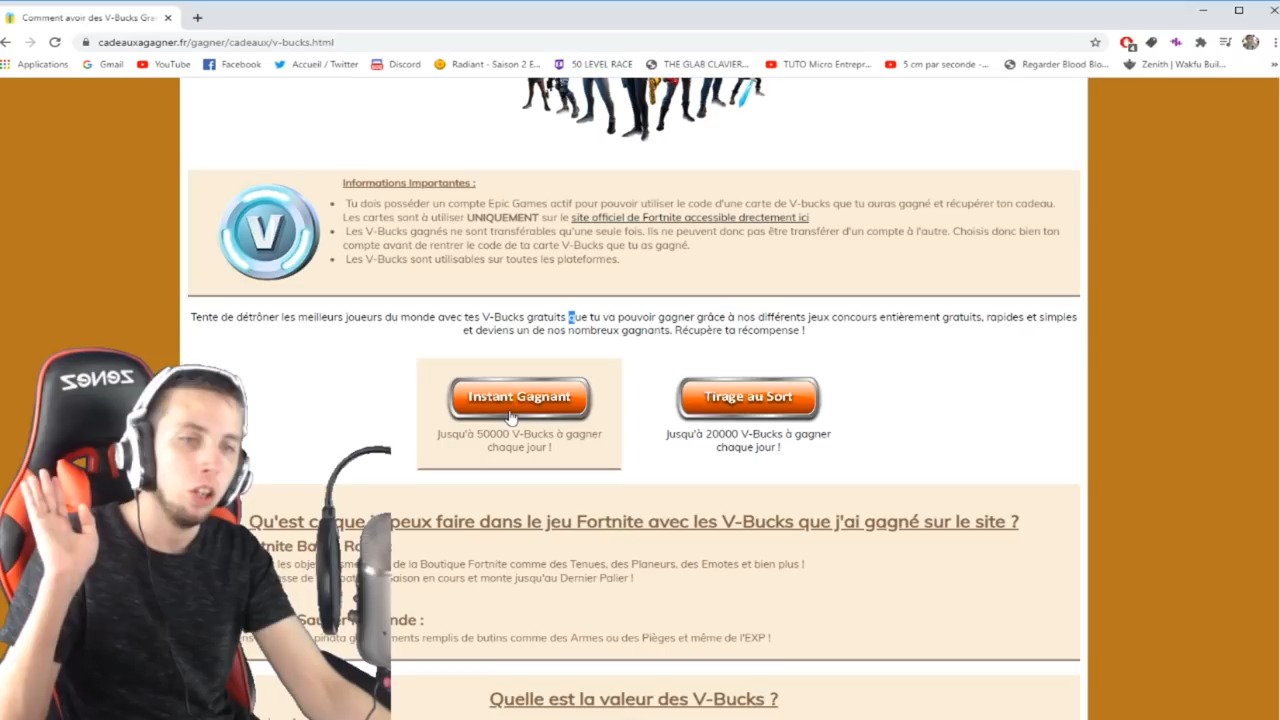 Comment avoir des V-Bucks Gra
cadeauxagagner.fr/gagner/cadeaux/v-bucks.html
Applications Gmail YouTube Facebook Accueil / Twitter Discord Radiant - Saison 2 E... 50 LEVEL RACE THE GLAB CLAVIER... TUTO Micro Entrepr... 5 cm par seconde -... Regarder Blood Blo... Zenith | Wakfu Buil...
Informations Importantes :
Tu dois posséder un compte Epic Games actif pour pouvoir utiliser le code d'une carte de V-bucks que tu auras gagné et récupérer ton cadeau.
Les cartes sont à utiliser UNIQUEMENT sur le site officiel de Fortnite accessible drectement ici
Les V-Bucks gagnés ne sont transférables qu'une seule fois. Ils ne peuvent donc pas être transférer d'un compte à l'autre. Choisis donc bien ton
compte avant de rentrer le code de ta carte V-Bucks que tu as gagné.
Les V-Bucks sont utilisables sur toutes les plateformes.
V
Tente de détrôner les meilleurs joueurs du monde avec tes V-Bucks gratuits que tu va pouvoir gagner grâce à nos différents jeux concours entièrement gratuits, rapides et simples
et deviens un de nos nombreux gagnants. Récupère ta récompense !
Instant Gagnant
Jusqu'à 50000 V-Bucks à gagner
chaque jour !
Tirage au Sort
Jusqu'à 20000 V-Bucks à gagner
chaque jour !
ZENEZ
Qu'est ce que peux faire dans le jeu Fortnite avec les V-Bucks que j'ai gagné sur le site ?
les obje de la Boutique Fortnite comme des Tenues, des Planeurs, des Emotes et bien plus !
aison en cours et monte jusqu'au Dernier Palier !
nde :
ments remplis de butins comme des Armes ou des Pièges et même de l'EXP !
Quelle est la valeur des V-Bucks ?